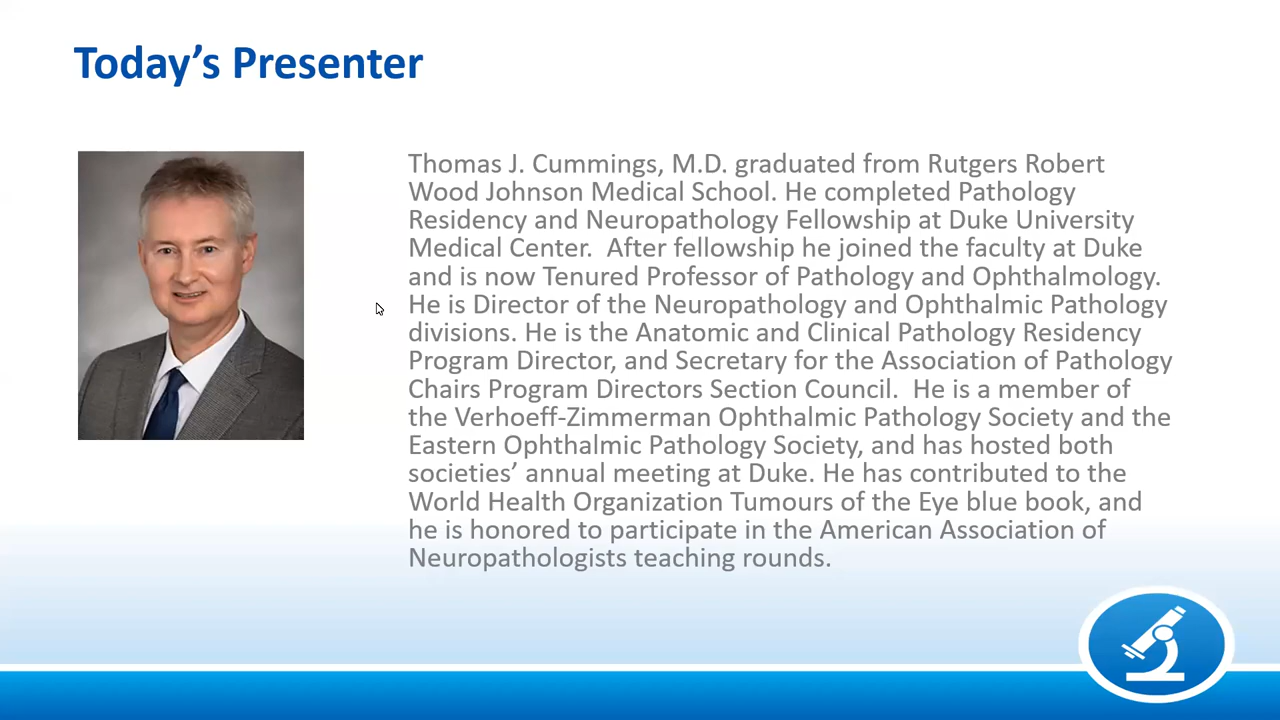 Today’s Presenter
Thomas J. Cummings, M.D. graduated from Rutgers Robert
Wood Johnson Medical School. He completed Pathology
Residency and Neuropathology Fellowship at Duke University
Medical Center.  After fellowship he joined the faculty at Duke
and is now Tenured Professor of Pathology and Ophthalmology.
He is Director of the Neuropathology and Ophthalmic Pathology
divisions. He is the Anatomic and Clinical Pathology Residency
Program Director, and Secretary for the Association of Pathology
Chairs Program Directors Section Council.  He is a member of
the Verhoeff-Zimmerman Ophthalmic Pathology Society and the
Eastern Ophthalmic Pathology Society, and has hosted both
societies’ annual meeting at Duke. He has contributed to the
World Health Organization Tumours of the Eye blue book, and
he is honored to participate in the American Association of
Neuropathologists teaching rounds.